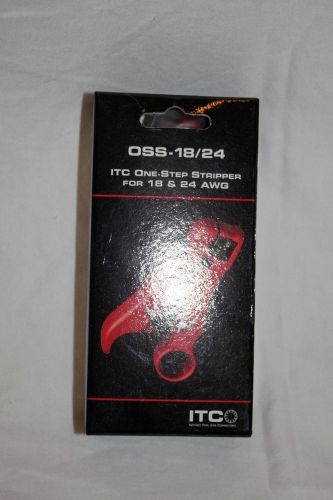 OSS-18/24
ITC ONE-STEP STRIPPER
FOR 18 & 24 AWG
ITC